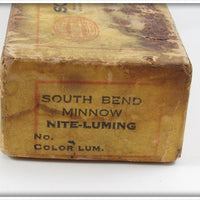 SOUTH BEND
MINNOW
NITE-LUMING
No.
COLOR LUM.